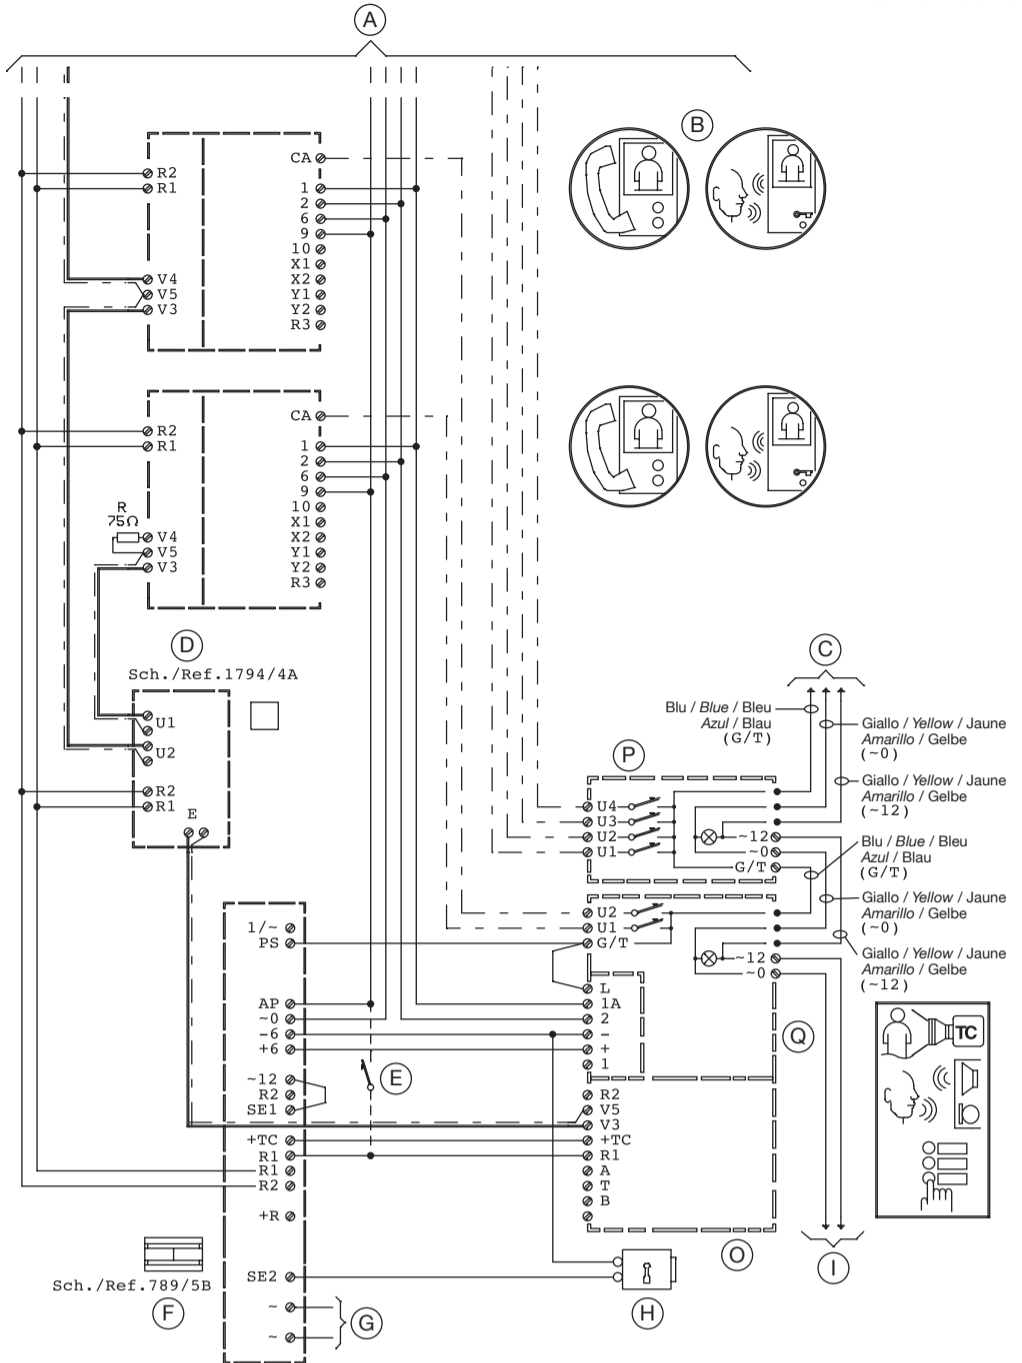 A
B
CA
R2
R1
1
2
6
9
10
X1
X2
Y1
Y2
R3
V4
V5
V3
CA
R2
R1
1
2
6
9
10
X1
X2
Y1
Y2
R3
R
75Ω
V4
V5
V3
D
Sch./Ref.1794/4A
U1
U2
R2
R1
E
C
Blu / Blue / Bleu
Azul / Blau
(G/T)
Giallo / Yellow / Jaune
Amarillo / Gelbe
(~0)
Giallo / Yellow / Jaune
Amarillo / Gelbe
(~12)
P
U4
U3
U2
U1
~12
~0
G/T
Blu / Blue / Bleu
Azul / Blau
(G/T)
Giallo / Yellow / Jaune
Amarillo / Gelbe
(~0)
Giallo / Yellow / Jaune
Amarillo / Gelbe
(~12)
U2
U1
G/T
~12
~0
L
1A
2
-
+
1
Q
R2
V5
V3
+TC
R1
A
T
B
O
TC
1/~
PS
AP
~0
-6
+6
~12
R2
SE1
+TC
R1
R1
R2
+R
SE2
~
~
E
Sch./Ref.789/5B
F
G
H
I